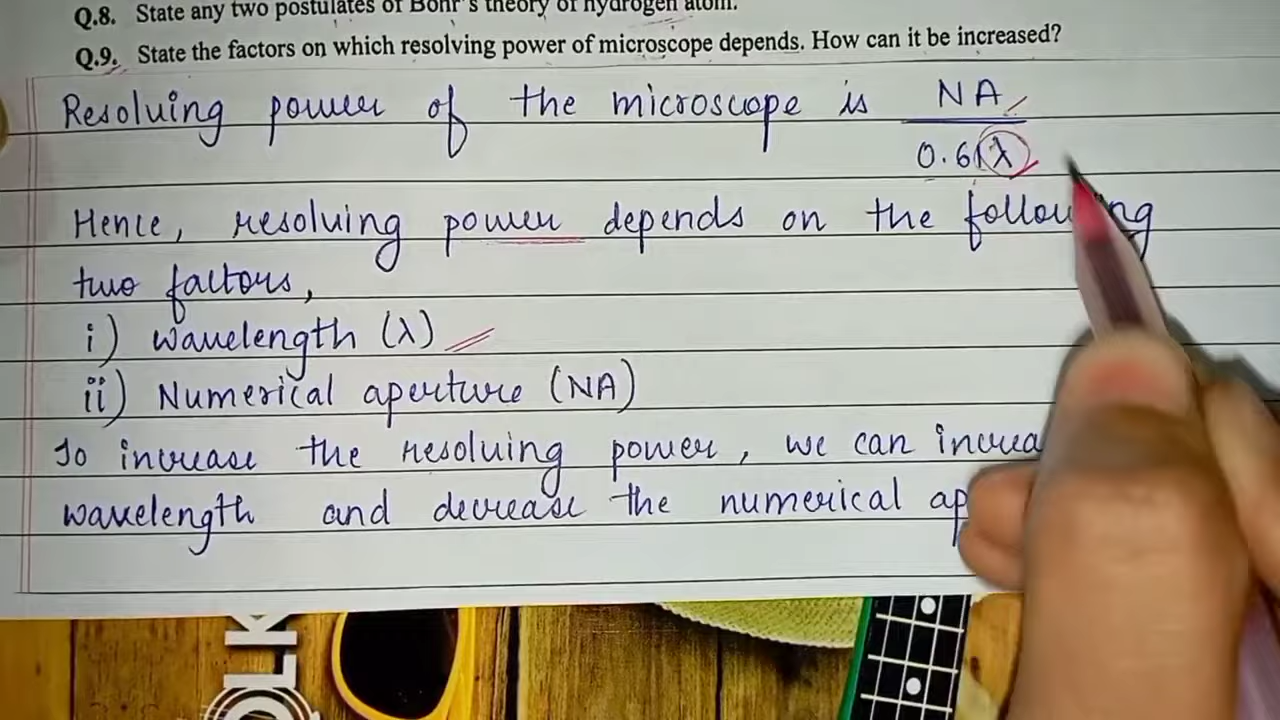 Q.8. State any two postulates of Bohr's theory of hydrogen atom.
Q.9. State the factors on which resolving power of microscope depends. How can it be increased?
Resolving power of the microscope is NA
0.61λ
Hence, resolving power depends on the following
two factors,
i) Wavelength (λ)
ii) Numerical aperture (NA)
To increase the resolving power, we can increa
wavelength and decrease the numerical ap
OLK